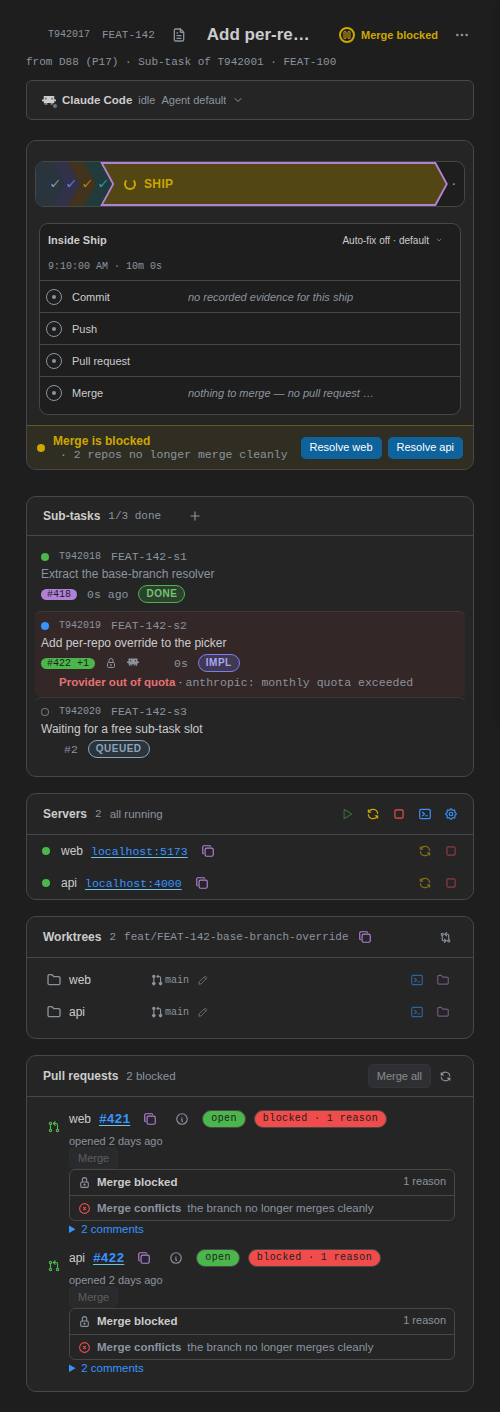 T942017 FEAT-142 Add per-re… Merge blocked
from D88 (P17) · Sub-task of T942001 · FEAT-100
Claude Code idle Agent default
SHIP
Inside Ship Auto-fix off · default
9:10:00 AM · 10m 0s
Commit no recorded evidence for this ship
Push
Pull request
Merge nothing to merge — no pull request …
Merge is blocked
· 2 repos no longer merge cleanly
Resolve web Resolve api
Sub-tasks 1/3 done
T942018 FEAT-142-s1
Extract the base-branch resolver
#418 0s ago DONE
T942019 FEAT-142-s2
Add per-repo override to the picker
#422 +1 0s IMPL
Provider out of quota · anthropic: monthly quota exceeded
T942020 FEAT-142-s3
Waiting for a free sub-task slot
#2 QUEUED
Servers 2 all running
web localhost:5173
api localhost:4000
Worktrees 2 feat/FEAT-142-base-branch-override
web main
api main
Pull requests 2 blocked Merge all
web #421 open blocked · 1 reason
opened 2 days ago
Merge
Merge blocked 1 reason
Merge conflicts the branch no longer merges cleanly
2 comments
api #422 open blocked · 1 reason
opened 2 days ago
Merge
Merge blocked 1 reason
Merge conflicts the branch no longer merges cleanly
2 comments